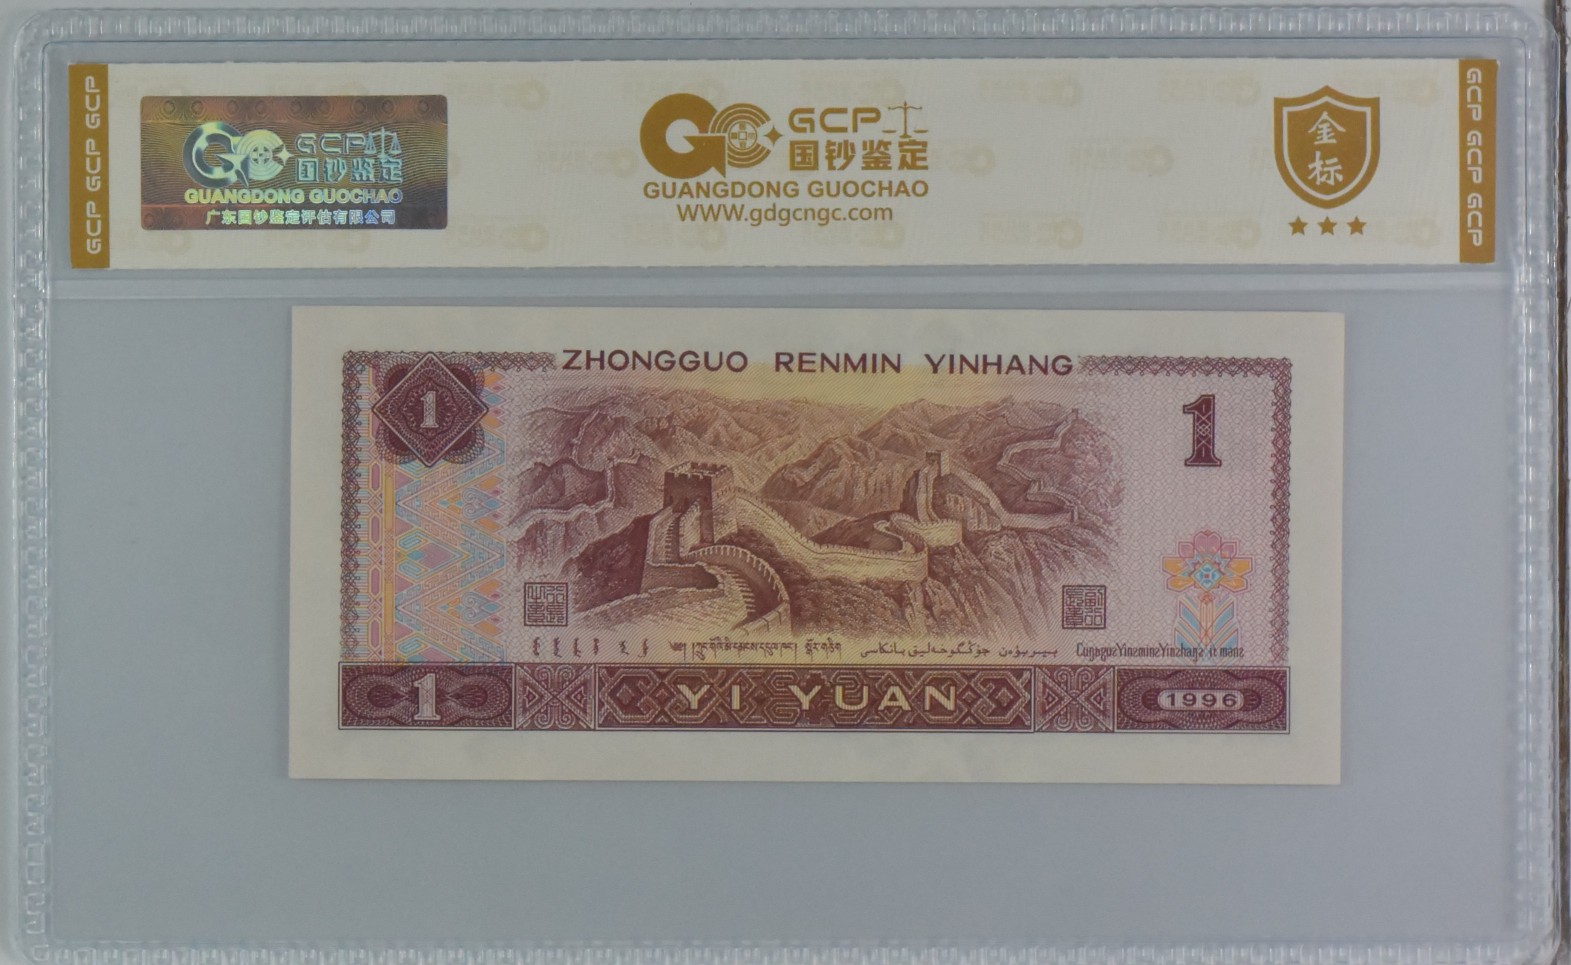 GCP GCP GCP
GCP
国钞鉴定
GUANGDONG GUOCHAO
广东国钞鉴定评估有限公司
GCP
国钞鉴定
GUANGDONG GUOCHAO
WWW.gdgcngc.com
金
标
GCP GCP GCP
ZHONGGUO RENMIN YINHANG
1
1
1
YI YUAN
1996